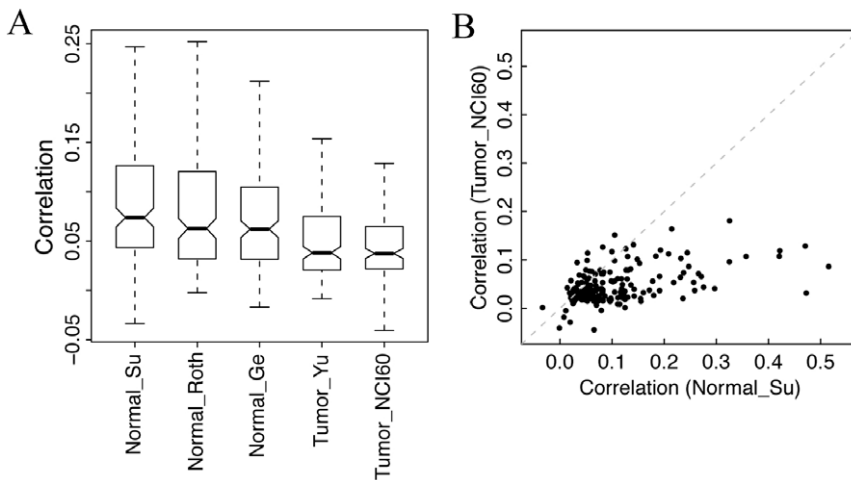 A
Correlation
0.25
0.15
0.05
−0.05
Normal_Su
Normal_Roth
Normal_Ge
Tumor_Yu
Tumor_NCI60
B
Correlation (Tumor_NCI60)
0.5
0.4
0.3
0.2
0.1
0.0
0.0 0.1 0.2 0.3 0.4 0.5
Correlation (Normal_Su)